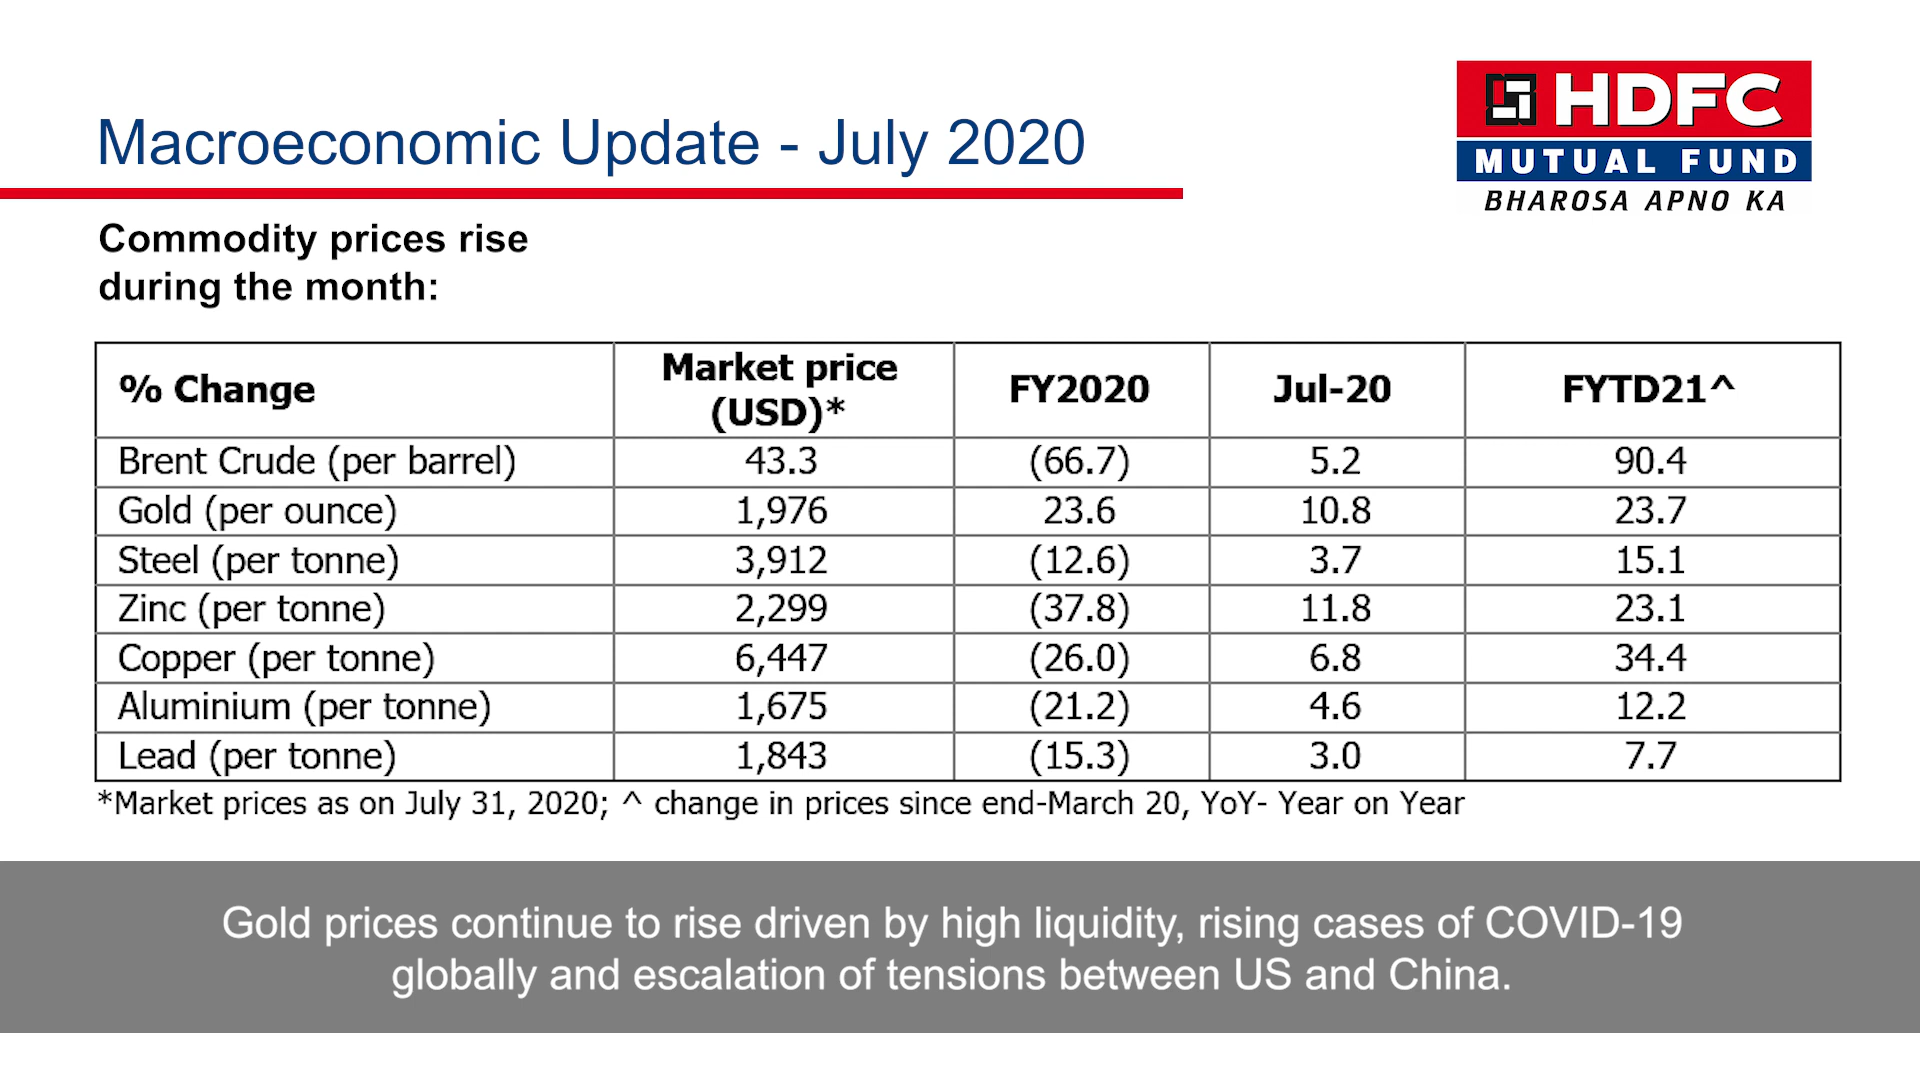 HDFC
MUTUAL FUND
BHAROSA APNO KA
Macroeconomic Update - July 2020
Commodity prices rise
during the month:
% Change Market price (USD)* FY2020 Jul-20 FYTD21^
Brent Crude (per barrel) 43.3 (66.7) 5.2 90.4
Gold (per ounce) 1,976 23.6 10.8 23.7
Steel (per tonne) 3,912 (12.6) 3.7 15.1
Zinc (per tonne) 2,299 (37.8) 11.8 23.1
Copper (per tonne) 6,447 (26.0) 6.8 34.4
Aluminium (per tonne) 1,675 (21.2) 4.6 12.2
Lead (per tonne) 1,843 (15.3) 3.0 7.7
*Market prices as on July 31, 2020; ^ change in prices since end-March 20, YoY- Year on Year
Gold prices continue to rise driven by high liquidity, rising cases of COVID-19
globally and escalation of tensions between US and China.